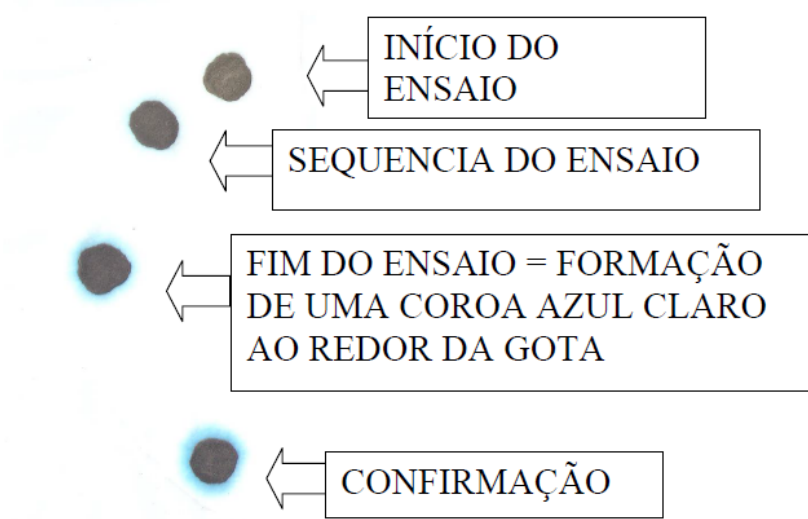 INÍCIO DO
ENSAIO
SEQUENCIA DO ENSAIO
FIM DO ENSAIO = FORMAÇÃO
DE UMA COROA AZUL CLARO
AO REDOR DA GOTA
CONFIRMAÇÃO